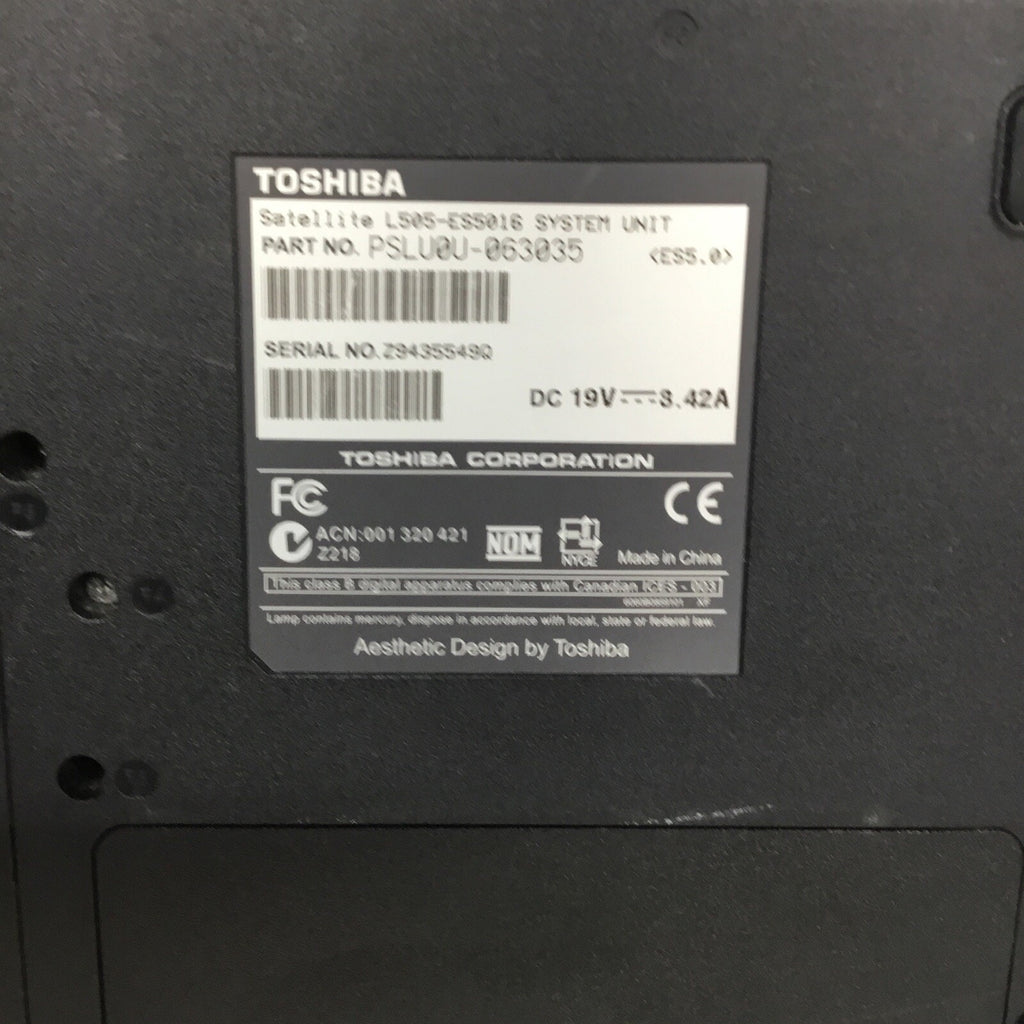 TOSHIBA
Satellite L505-ES5016 SYSTEM UNIT
PART NO. PSLU0U-063035 <ES5.0>
SERIAL NO. Z9435549Q
DC 19V 3.42A
TOSHIBA CORPORATION
FC CE
ACN:001 320 421
Z218
NOM
NYCE
Made in China
This class B digital apparatus complies with Canadian ICES - 003
Lamp contains mercury, dispose in accordance with local, state or federal law.
Aesthetic Design by Toshiba